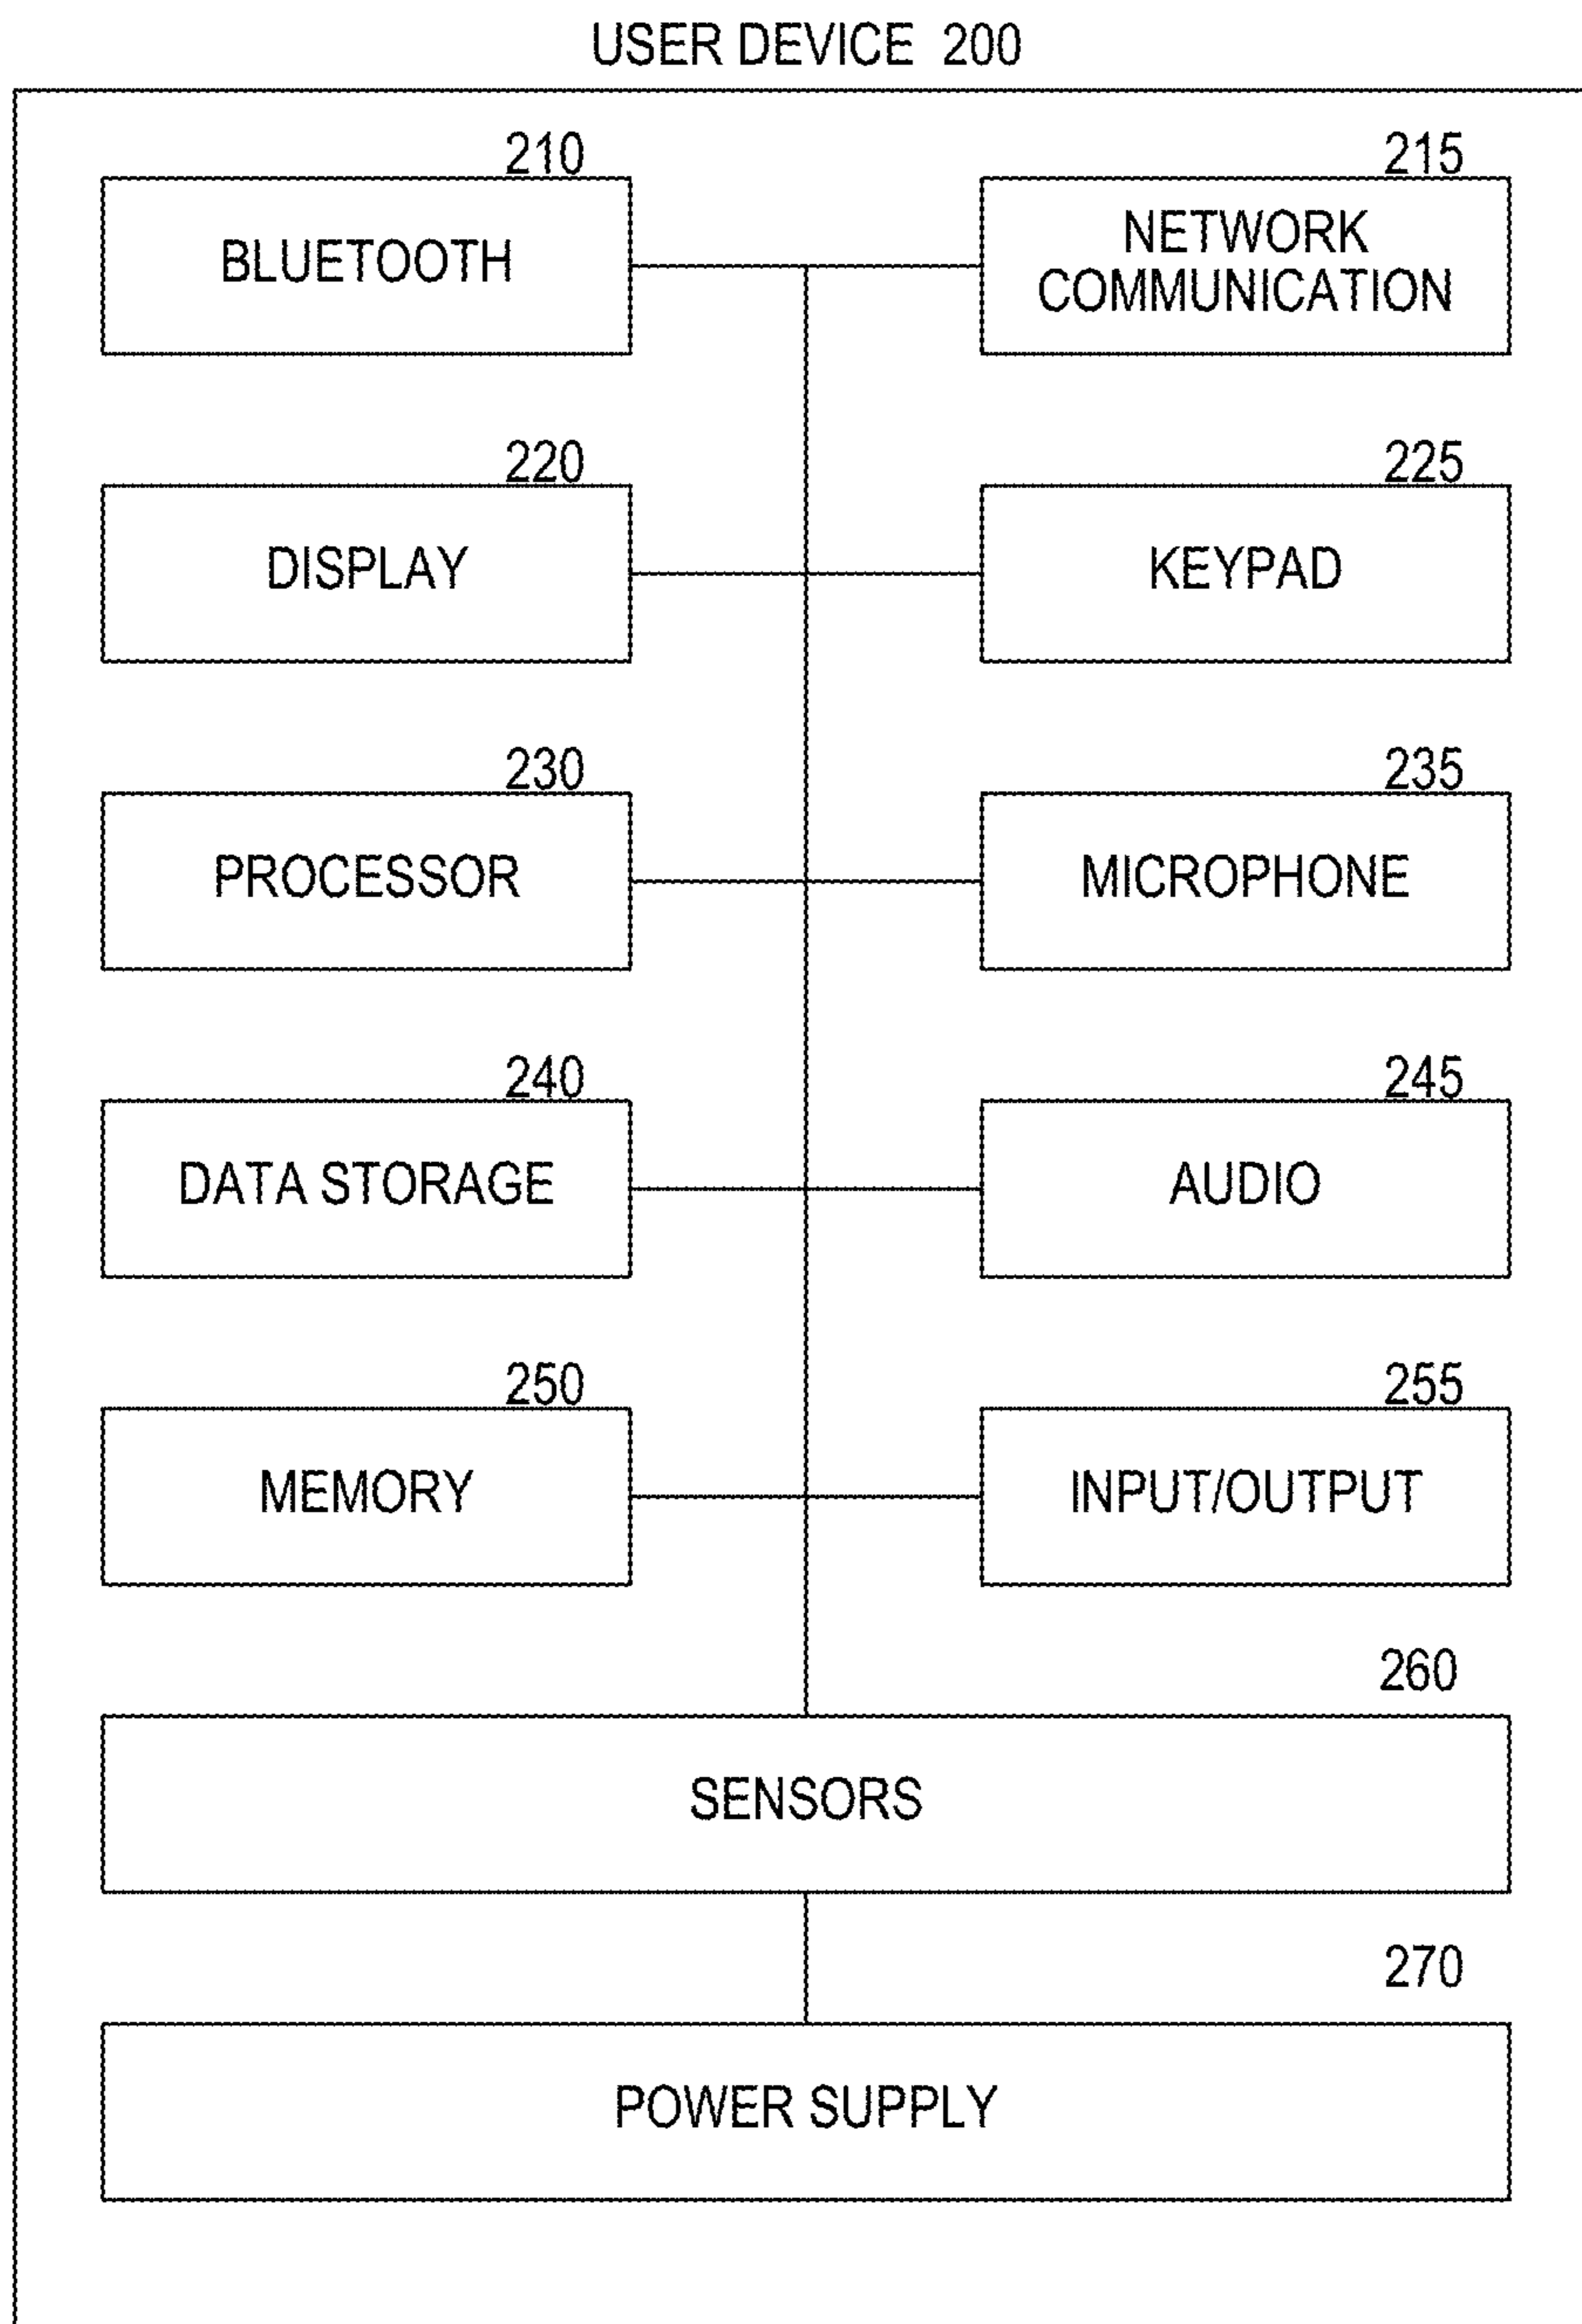 USER DEVICE 200
210
BLUETOOTH
215
NETWORK
COMMUNICATION
220
DISPLAY
225
KEYPAD
230
PROCESSOR
235
MICROPHONE
240
DATA STORAGE
245
AUDIO
250
MEMORY
255
INPUT/OUTPUT
260
SENSORS
270
POWER SUPPLY